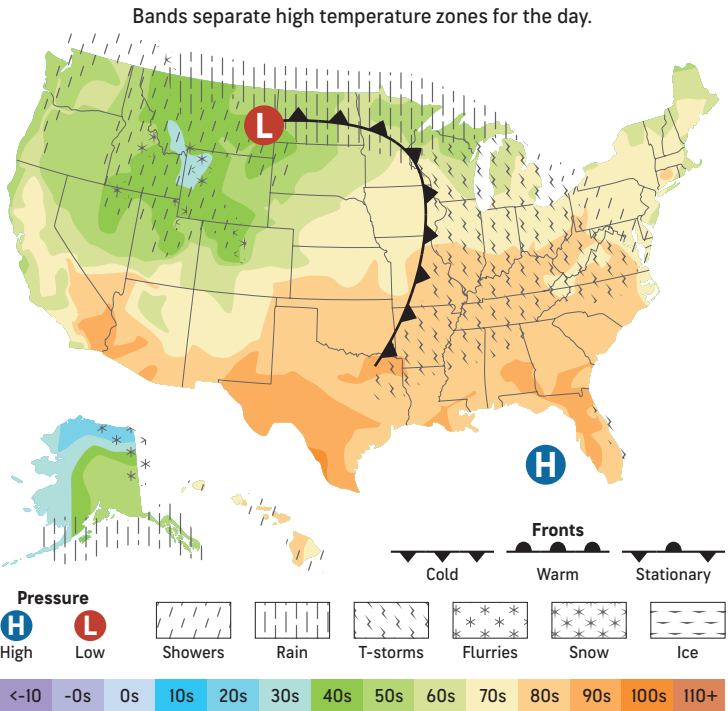 Bands separate high temperature zones for the day.
L
H
Fronts
Cold Warm Stationary
Pressure
H L
High Low Showers Rain T-storms Flurries Snow Ice
<-10 -0s 0s 10s 20s 30s 40s 50s 60s 70s 80s 90s 100s 110+